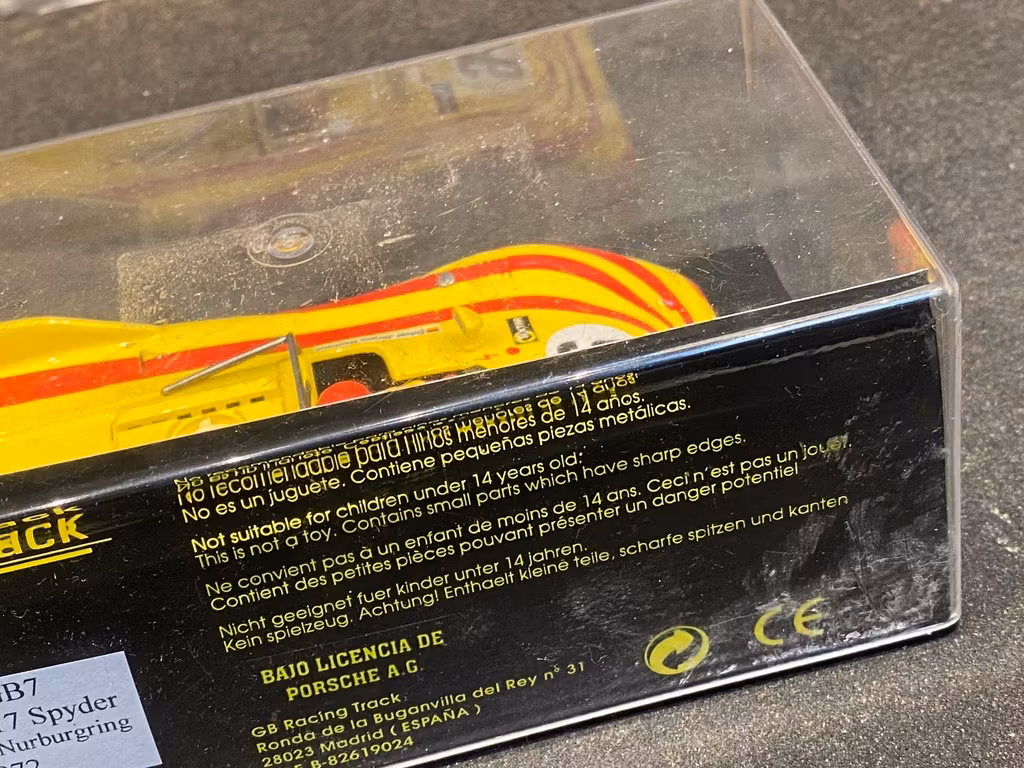 No recomendable para niños menores de 14 años.
No es un juguete. Contiene pequeñas piezas metálicas.
Not suitable for children under 14 years old:
This is not a toy. Contains small parts which have sharp edges.
Ne convient pas à un enfant de moins de 14 ans. Ceci n'est pas un jouet
Contient des petites pièces pouvant présenter un danger potentiel
Nicht geeignet fuer kinder unter 14 jahren.
Kein spielzeug. Achtung! Enthaelt kleine teile, scharfe spitzen und kanten
ack
BAJO LICENCIA DE
PORSCHE A.G.
CE
GB Racing Track
Ronda de la Buganvilla del Rey nº 31
28023 Madrid ( ESPAÑA )
B-82619024
GB7
17 Spyder
Nurburgring